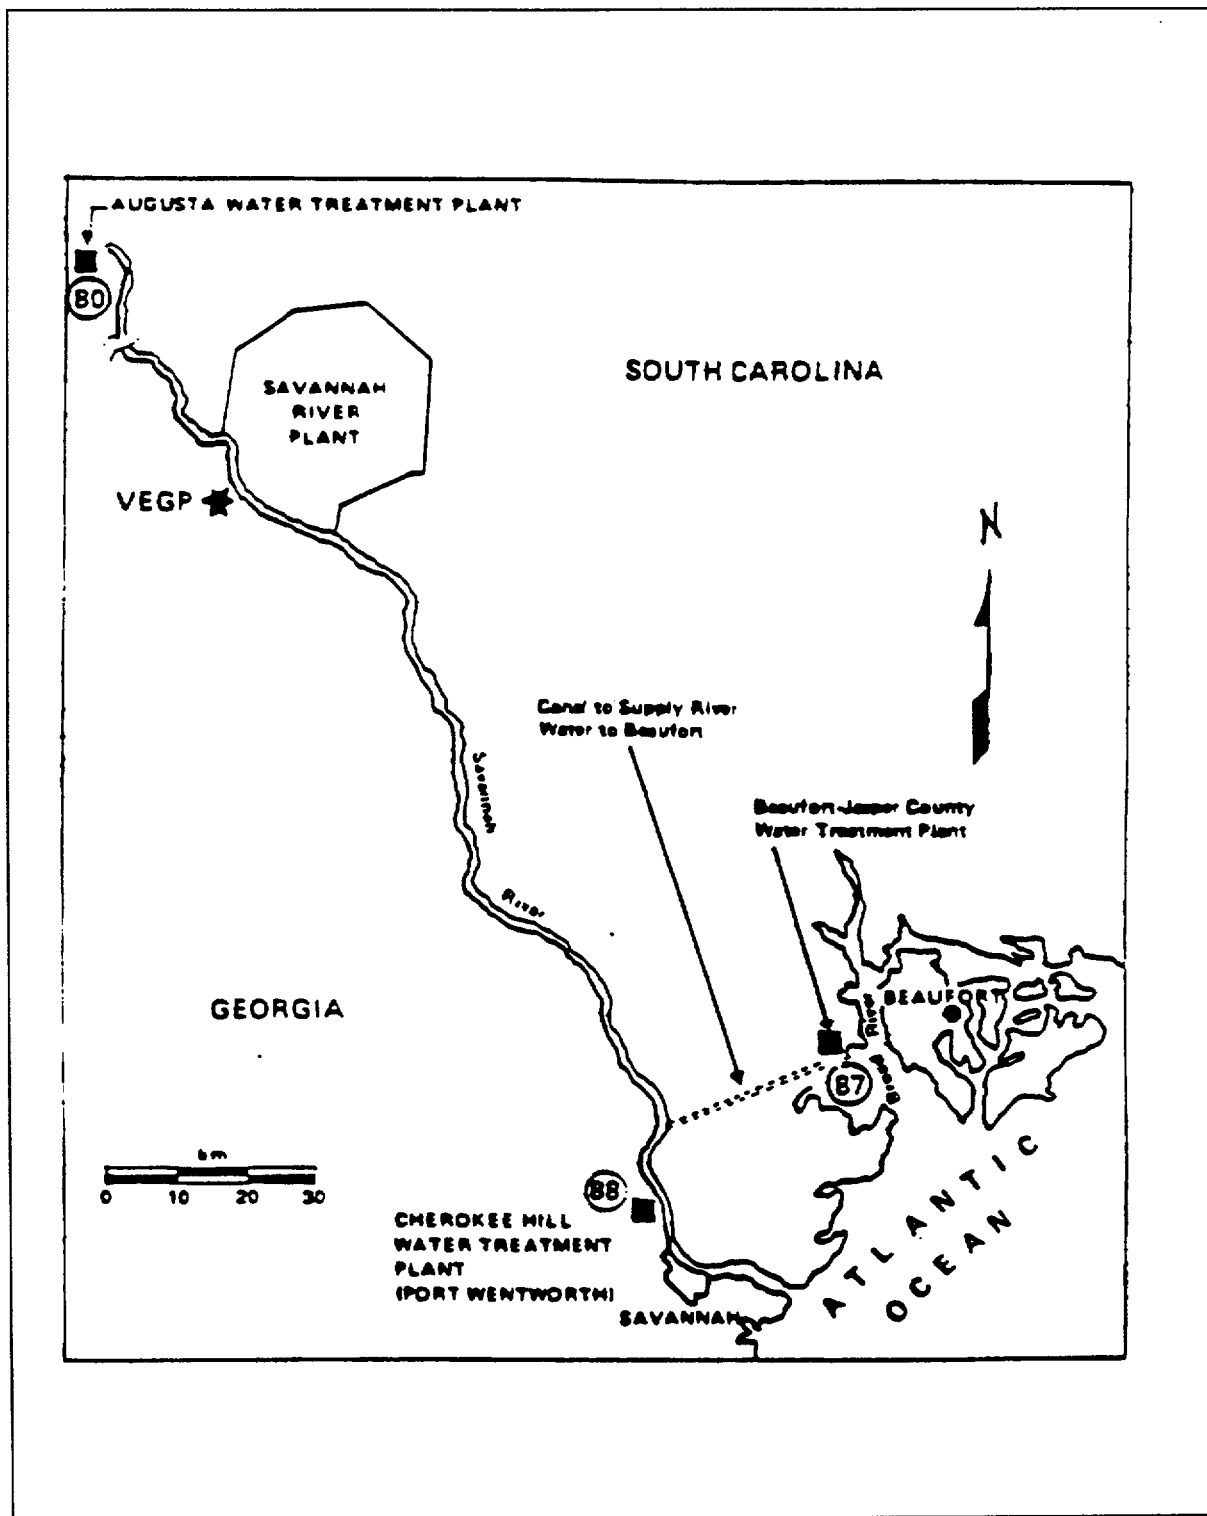 AUGUSTA WATER TREATMENT PLANT
80
SAVANNAH
RIVER
PLANT
SOUTH CAROLINA
VEGP
N
Canal to Supply River
Water to Beaufort
Savannah
River
Beaufort-Jasper County
Water Treatment Plant
GEORGIA
BEAUFORT
River
Broad
87
km
0 10 20 30
88
CHEROKEE HILL
WATER TREATMENT
PLANT
(PORT WENTWORTH)
SAVANNAH
ATLANTIC
OCEAN